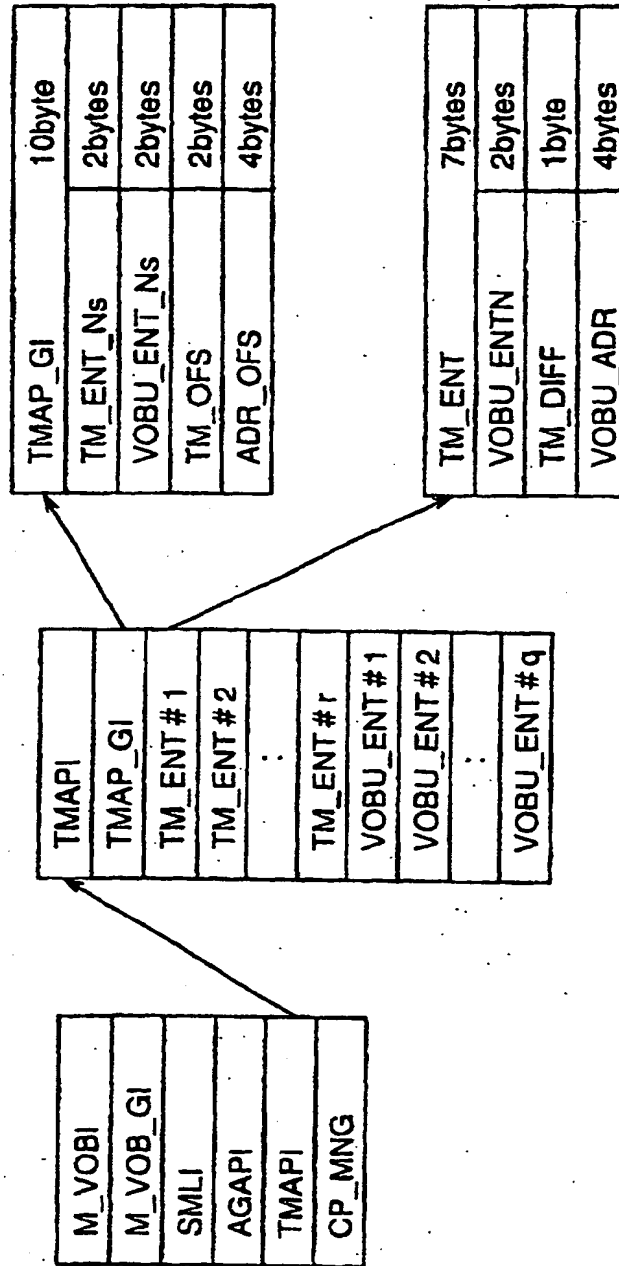 M_VOBI
M_VOB_GI
SMLI
AGAPI
TMAPI
CP_MNG
TMAPI
TMAP_GI
TM_ENT#1
TM_ENT#2
:
TM_ENT#r
VOBU_ENT#1
VOBU_ENT#2
:
VOBU_ENT#q
TMAP_GI 10byte
TM_ENT_Ns 2bytes
VOBU_ENT_Ns 2bytes
TM_OFS 2bytes
ADR_OFS 4bytes
TM_ENT 7bytes
VOBU_ENTN 2bytes
TM_DIFF 1byte
VOBU_ADR 4bytes